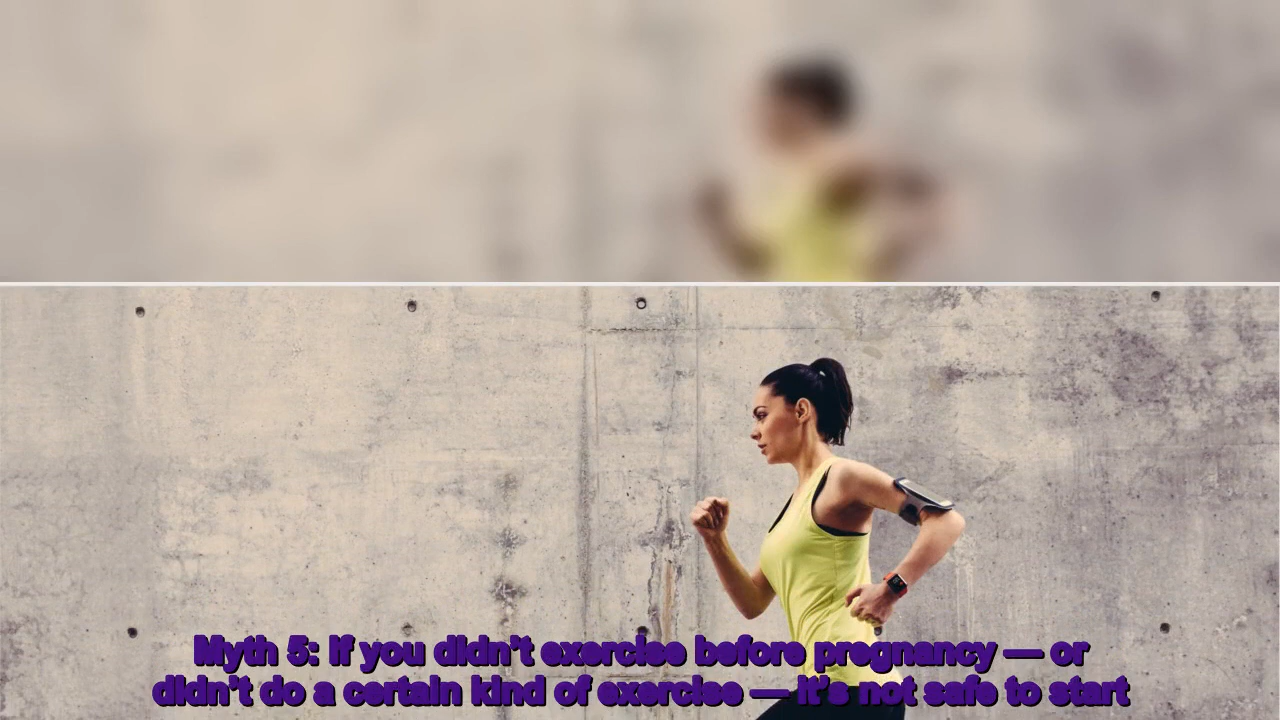 Myth 5: If you didn't exercise before pregnancy — or
didn't do a certain kind of exercise — it's not safe to start